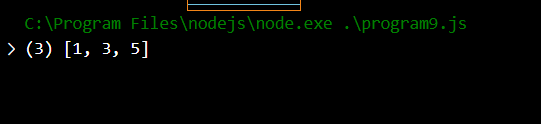 C:\Program Files\nodejs\node.exe .\program9.js
> (3) [1, 3, 5]